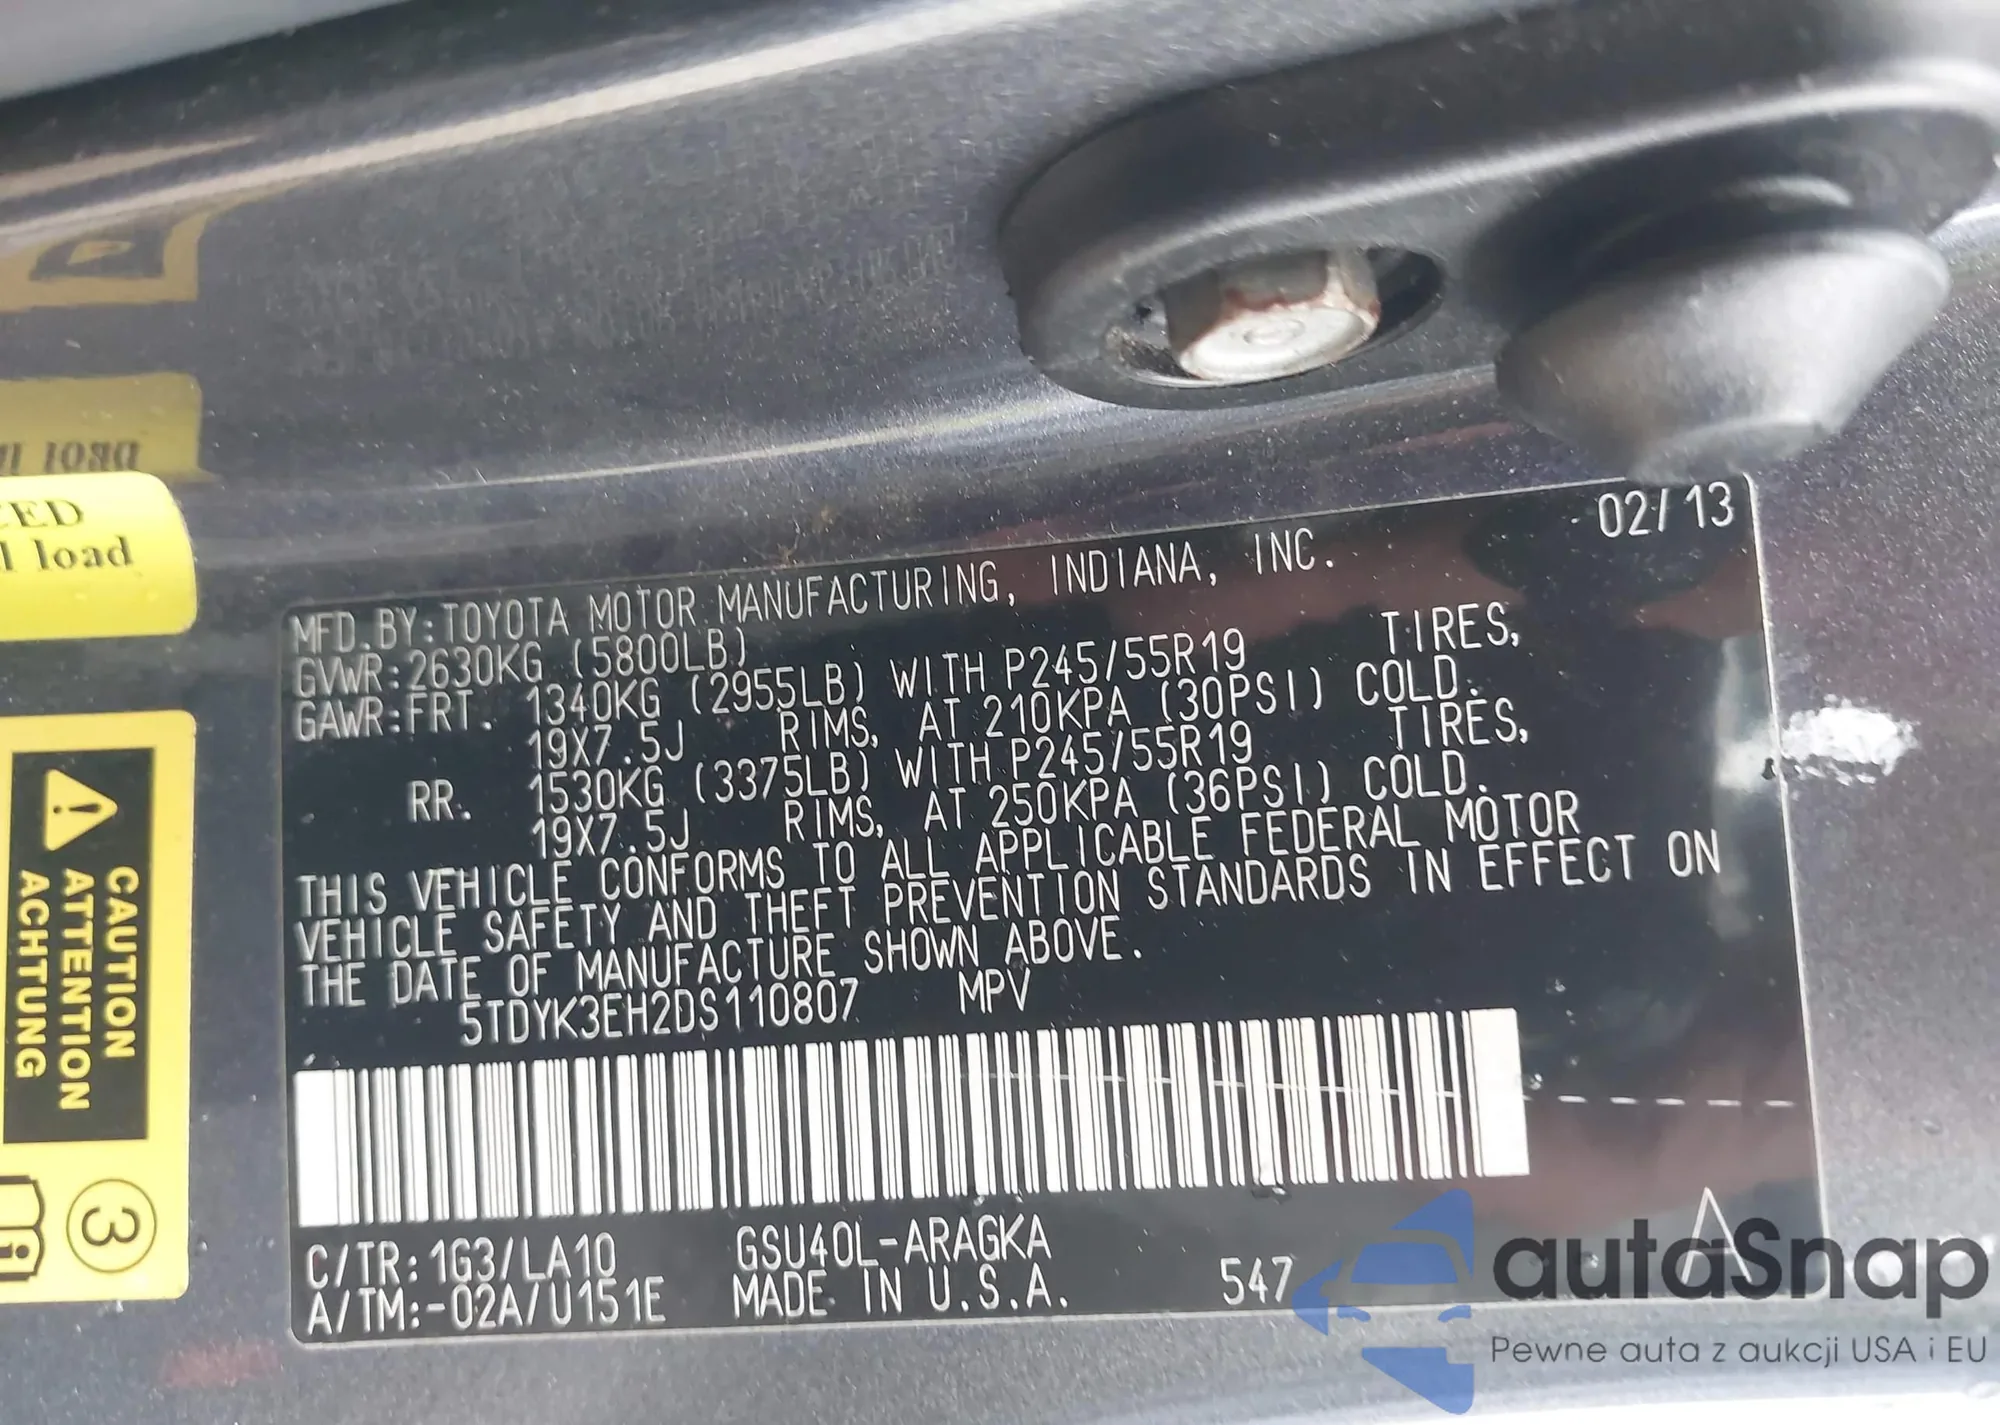 02/13
MFD.BY:TOYOTA MOTOR MANUFACTURING, INDIANA, INC.
GVWR:2630KG (5800LB)
GAWR:FRT. 1340KG (2955LB) WITH P245/55R19 TIRES,
19X7.5J RIMS, AT 210KPA (30PSI) COLD.
RR. 1530KG (3375LB) WITH P245/55R19 TIRES,
19X7.5J RIMS, AT 250KPA (36PSI) COLD.
THIS VEHICLE CONFORMS TO ALL APPLICABLE FEDERAL MOTOR
VEHICLE SAFETY AND THEFT PREVENTION STANDARDS IN EFFECT ON
THE DATE OF MANUFACTURE SHOWN ABOVE.
5TDYK3EH2DS110807 MPV
C/TR:1G3/LA10 GSU40L-ARAGKA
A/TM:-02A/U151E MADE IN U.S.A. 547
load
CAUTION
ATTENTION
ACHTUNG
3
autaSnap
Pewne auta z aukcji USA i EU